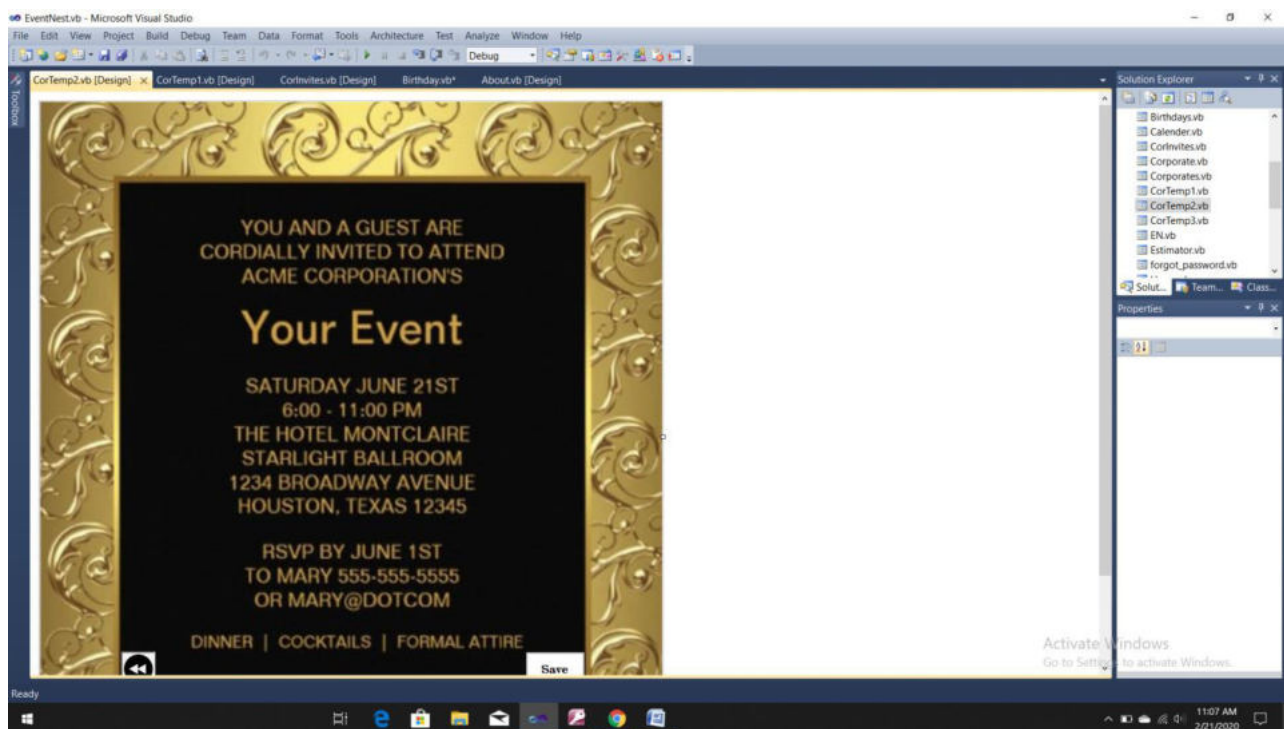 EventNest.vb - Microsoft Visual Studio
File Edit View Project Build Debug Team Data Format Tools Architecture Test Analyze Window Help
Debug
CorTemp2.vb [Design] CorTemp1.vb [Design] CorInvites.vb [Design] Birthday.vb* About.vb [Design]
Toolbox
YOU AND A GUEST ARE
CORDIALLY INVITED TO ATTEND
ACME CORPORATION'S
Your Event
SATURDAY JUNE 21ST
6:00 - 11:00 PM
THE HOTEL MONTCLAIRE
STARLIGHT BALLROOM
1234 BROADWAY AVENUE
HOUSTON, TEXAS 12345
RSVP BY JUNE 1ST
TO MARY 555-555-5555
OR MARY@DOTCOM
DINNER | COCKTAILS | FORMAL ATTIRE
Save
Solution Explorer
Birthdays.vb
Calender.vb
CorInvites.vb
Corporate.vb
Corporates.vb
CorTemp1.vb
CorTemp2.vb
CorTemp3.vb
EN.vb
Estimator.vb
forgot_password.vb
Solut... Team... Class...
Properties
Activate Windows
Go to Settings to activate Windows.
Ready
11:07 AM
2/21/2020